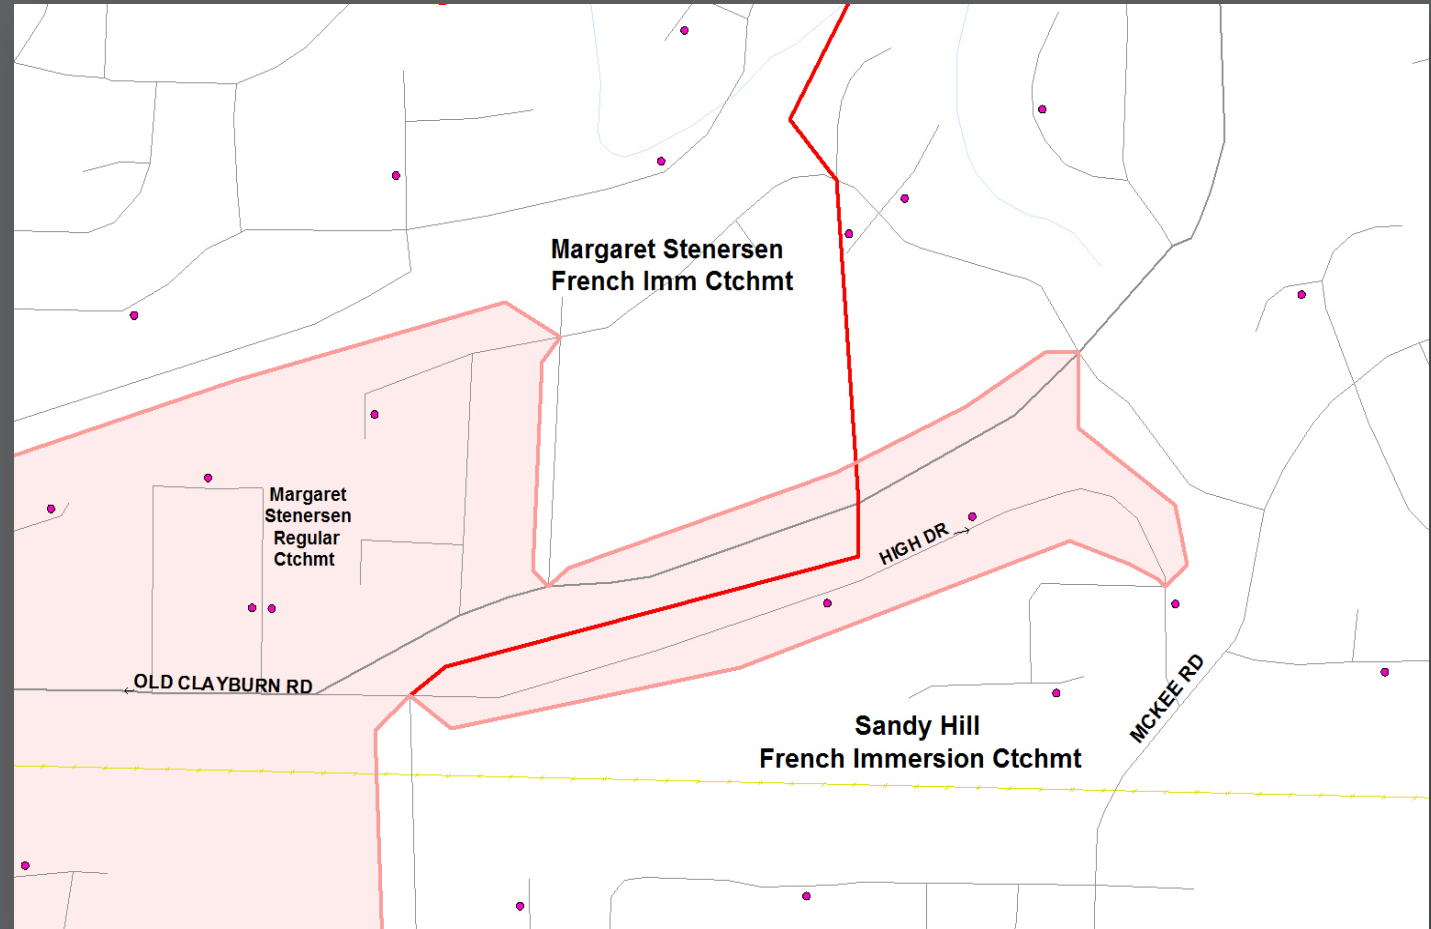 Margaret Stenersen
French Imm Ctchmt
Margaret
Stenersen
Regular
Ctchmt
HIGH DR
OLD CLAYBURN RD
MCKEE RD
Sandy Hill
French Immersion Ctchmt